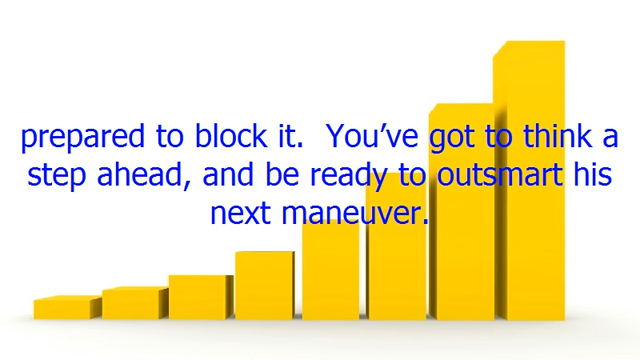 prepared to block it.  You’ve got to think a
step ahead, and be ready to outsmart his
next maneuver.